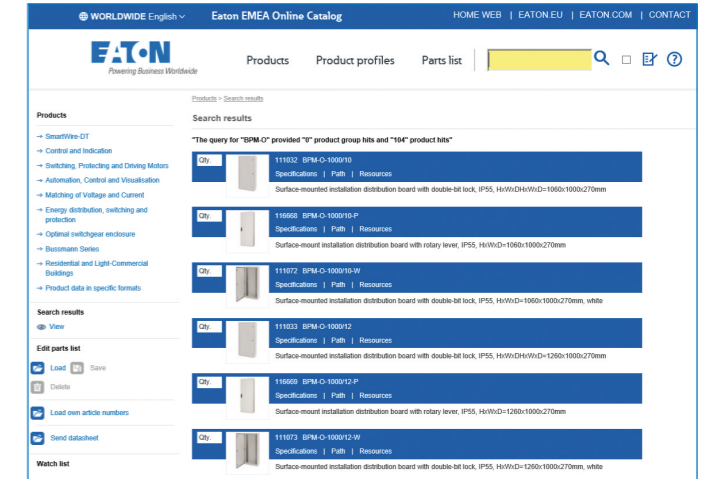 WORLDWIDE English
Eaton EMEA Online Catalog
HOME WEB | EATON.EU | EATON.COM | CONTACT
EATON
Powering Business Worldwide
Products
Product profiles
Parts list
Products > Search results
Products
Search results
→ SmartWire-DT
→ Control and Indication
→ Switching, Protecting and Driving Motors
→ Automation, Control and Visualisation
→ Matching of Voltage and Current
→ Energy distribution, switching and
protection
→ Optimal switchgear enclosure
→ Bussmann Series
→ Residential and Light-Commercial
Buildings
→ Product data in specific formats
Search results
View
Edit parts list
Load
Save
Delete
Load own article numbers
Send datasheet
Watch list
"The query for "BPM-O" provided "0" product group hits and "104" product hits"
Qty.
111032 BPM-O-1000/10
Specifications | Path | Resources
Surface-mounted installation distribution board with double-bit lock, IP55, HxWxDHxWxD=1060x1000x270mm
Qty.
116668 BPM-O-1000/10-P
Specifications | Path | Resources
Surface-mount installation distribution board with rotary lever, IP55, HxWxD=1060x1000x270mm
Qty.
111072 BPM-O-1000/10-W
Specifications | Path | Resources
Surface-mounted installation distribution board with double-bit lock, IP55, HxWxD=1060x1000x270mm, white
Qty.
111033 BPM-O-1000/12
Specifications | Path | Resources
Surface-mounted installation distribution board with double-bit lock, IP55, HxWxDHxWxD=1260x1000x270mm
Qty.
116669 BPM-O-1000/12-P
Specifications | Path | Resources
Surface-mount installation distribution board with rotary lever, IP55, HxWxD=1260x1000x270mm
Qty.
111073 BPM-O-1000/12-W
Specifications | Path | Resources
Surface-mounted installation distribution board with double-bit lock, IP55, HxWxD=1260x1000x270mm, white